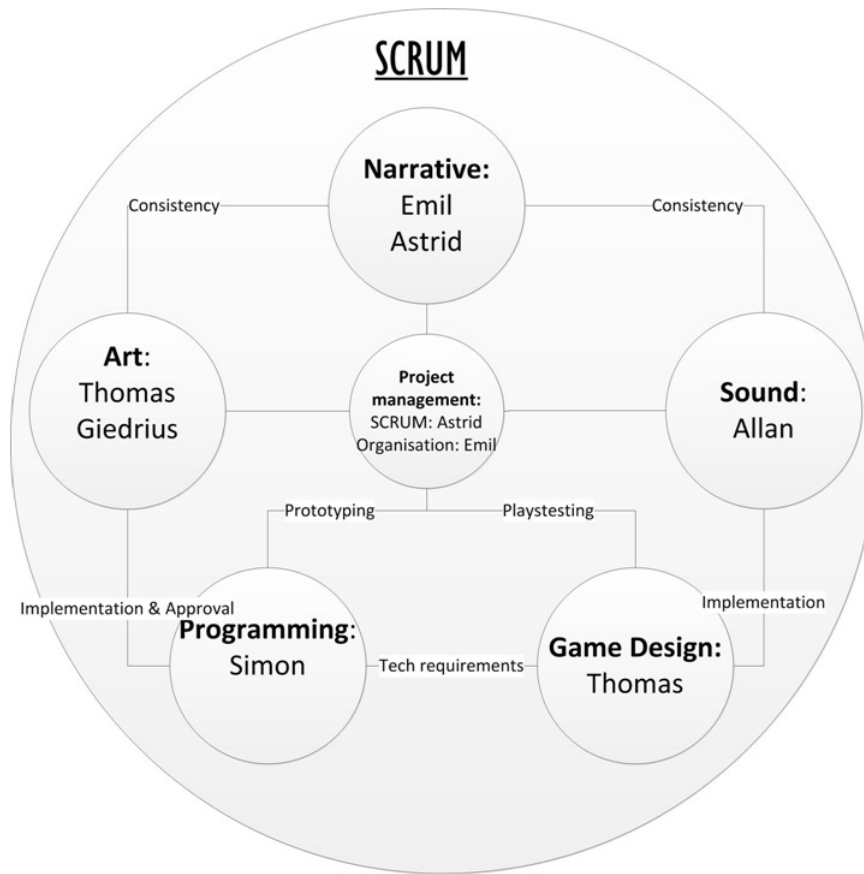 SCRUM
Narrative:
Emil
Astrid
Consistency
Consistency
Art:
Thomas
Giedrius
Project
management:
SCRUM: Astrid
Organisation: Emil
Sound:
Allan
Prototyping
Playstesting
Implementation & Approval
Implementation
Programming:
Simon
Tech requirements
Game Design:
Thomas